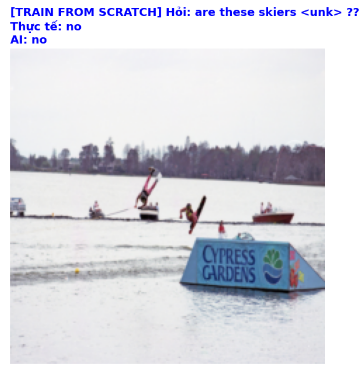 [TRAIN FROM SCRATCH] Hỏi: are these skiers <unk> ??
Thực tế: no
AI: no
CYPRESS
GARDENS